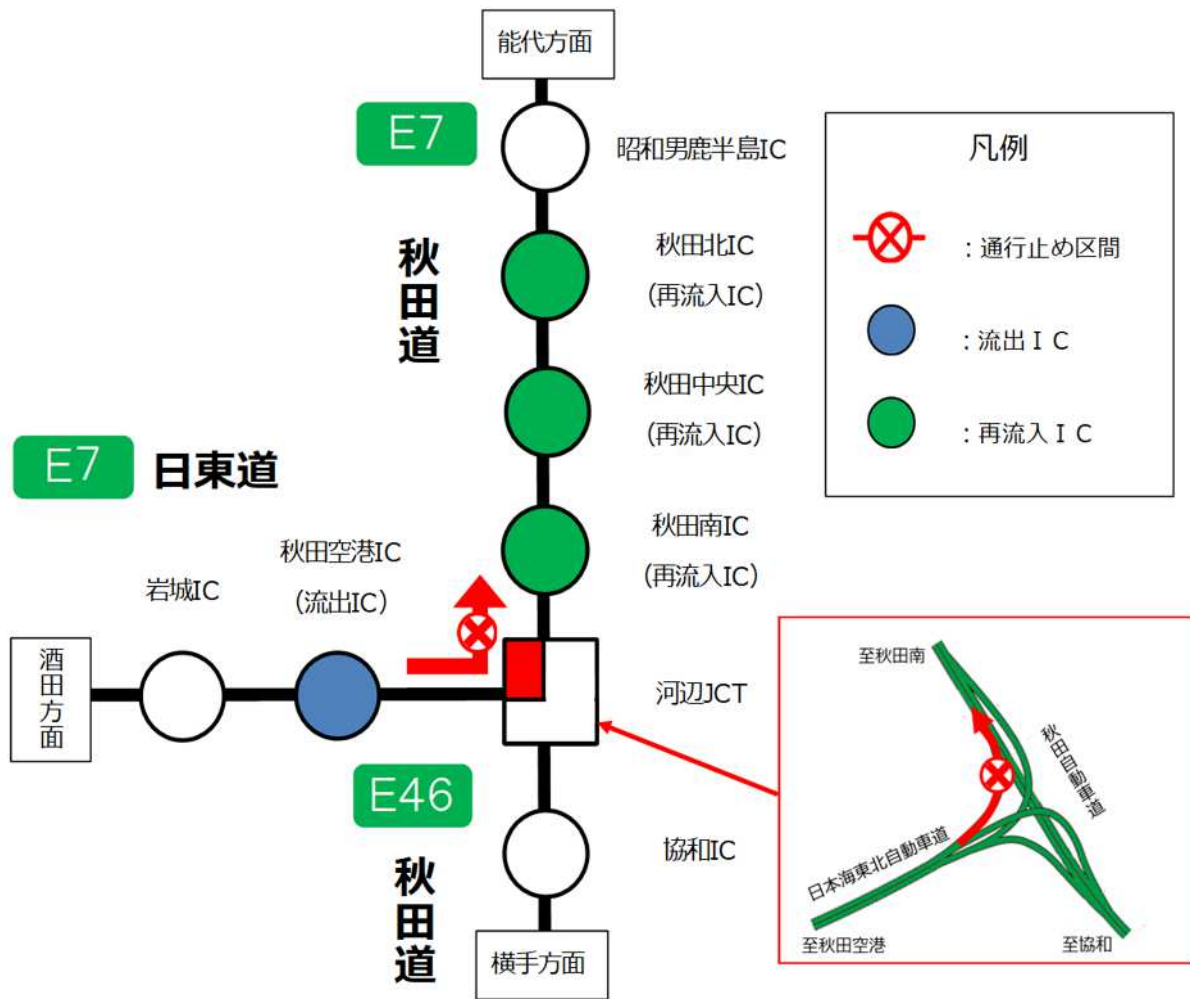 能代方面
E7
昭和男鹿半島IC
秋田道
秋田北IC
（再流入IC）
秋田中央IC
（再流入IC）
E7 日東道
秋田南IC
（再流入IC）
秋田空港IC
（流出IC）
岩城IC
酒田方面
河辺JCT
E46
秋田道
協和IC
横手方面
凡例
：通行止め区間
：流出ＩＣ
：再流入ＩＣ
至秋田南
秋田自動車道
日本海東北自動車道
至秋田空港
至協和